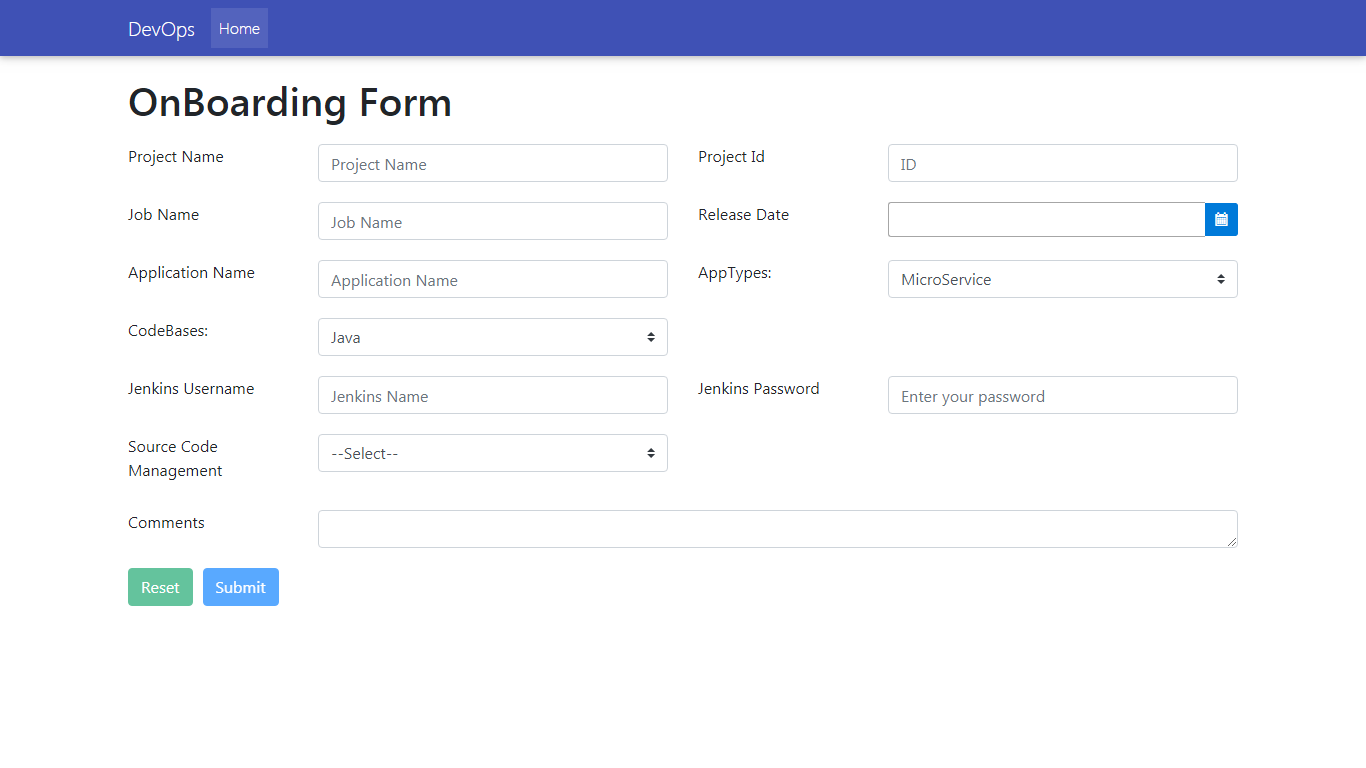 DevOps Home
OnBoarding Form
Project Name Project Name Project Id ID
Job Name Job Name Release Date
Application Name Application Name AppTypes: MicroService
CodeBases: Java
Jenkins Username Jenkins Name Jenkins Password Enter your password
Source Code --Select--
Management
Comments
Reset Submit